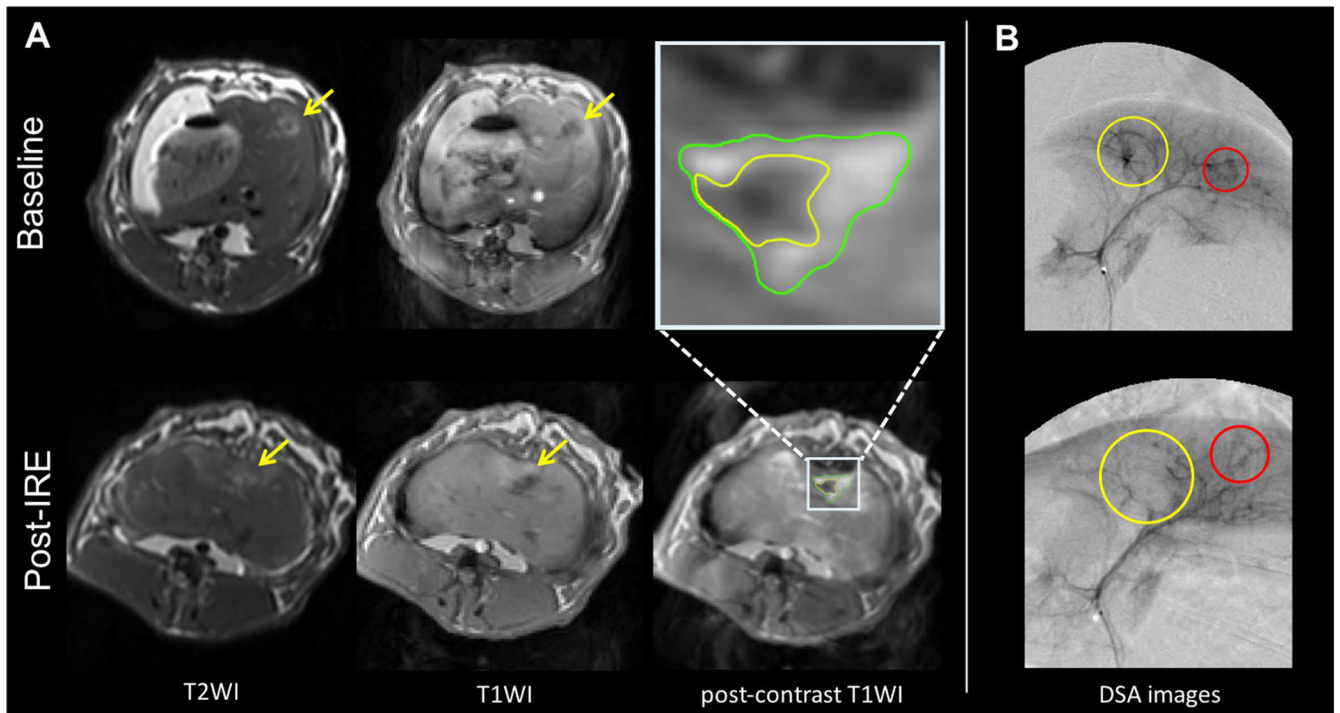 A
B
Baseline
Post-IRE
T2WI
T1WI
post-contrast T1WI
DSA images